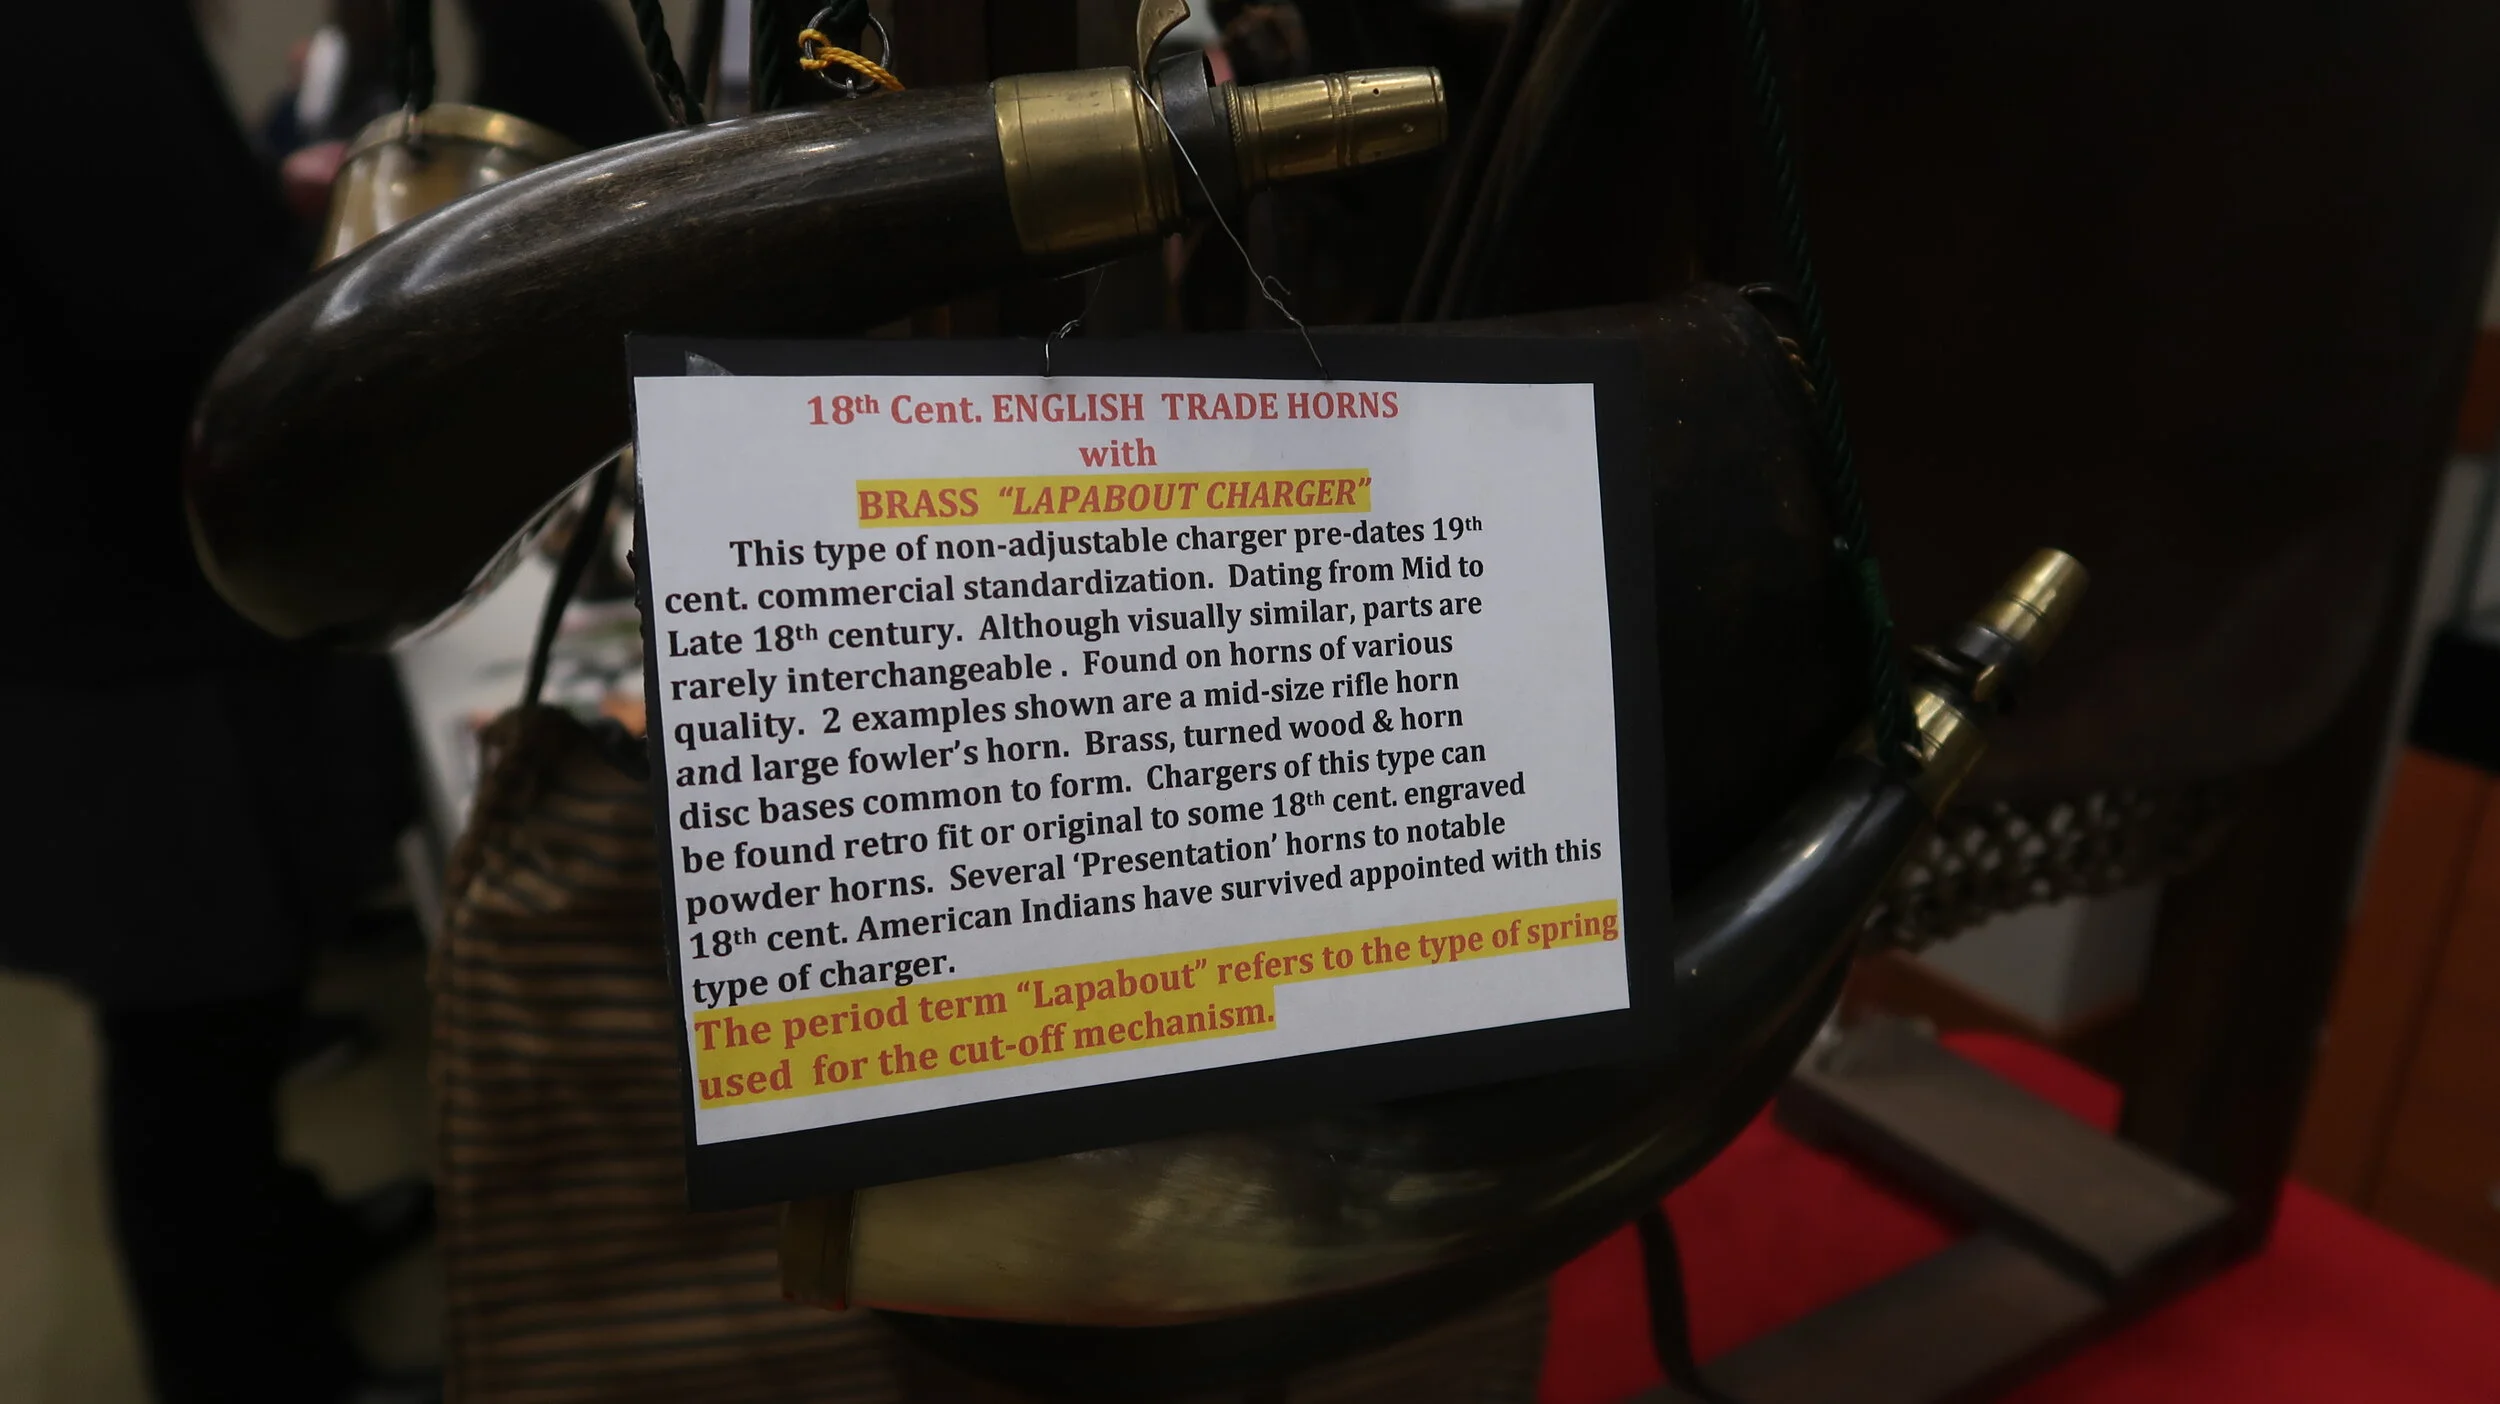 18th Cent. ENGLISH TRADE HORNS
with
BRASS “LAPABOUT CHARGER”
This type of non-adjustable charger pre-dates 19th
cent. commercial standardization. Dating from Mid to
Late 18th century. Although visually similar, parts are
rarely interchangeable . Found on horns of various
quality. 2 examples shown are a mid-size rifle horn
and large fowler’s horn. Brass, turned wood & horn
disc bases common to form. Chargers of this type can
be found retro fit or original to some 18th cent. engraved
powder horns. Several ‘Presentation’ horns to notable
18th cent. American Indians have survived appointed with this
type of charger.
The period term “Lapabout” refers to the type of spring
used for the cut-off mechanism.